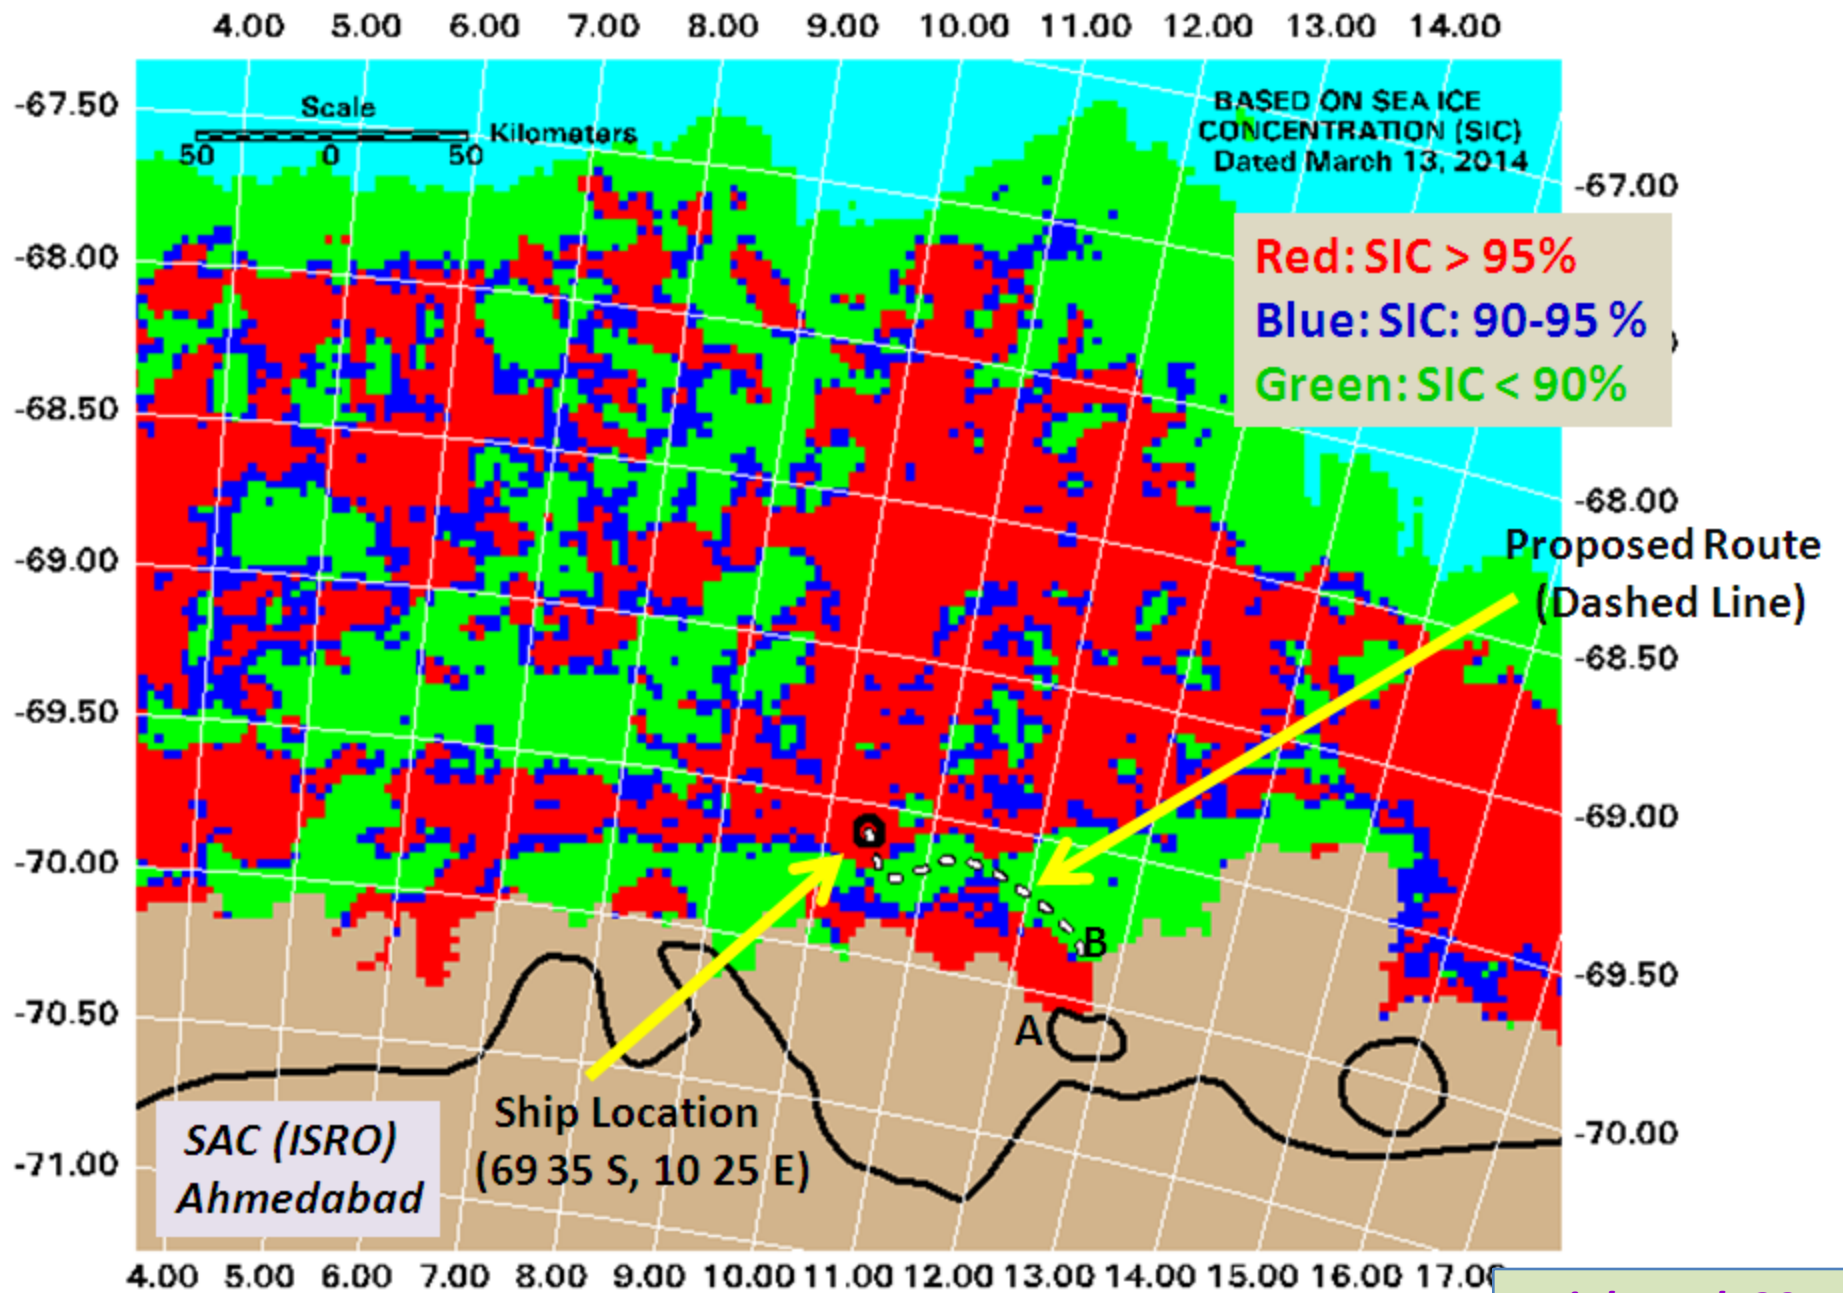 4.00 5.00 6.00 7.00 8.00 9.00 10.00 11.00 12.00 13.00 14.00
-67.50
-68.00
-68.50
-69.00
-69.50
-70.00
-70.50
-71.00
Scale
Kilometers
50 0 50
BASED ON SEA ICE
CONCENTRATION (SIC)
Dated March 13, 2014
Red: SIC > 95%
Blue: SIC: 90-95 %
Green: SIC < 90%
-67.00
-68.00
Proposed Route
(Dashed Line)
-68.50
-69.00
-69.50
-70.00
B
A
Ship Location
(69 35 S, 10 25 E)
SAC (ISRO)
Ahmedabad
4.00 5.00 6.00 7.00 8.00 9.00 10.00 11.00 12.00 13.00 14.00 15.00 16.00